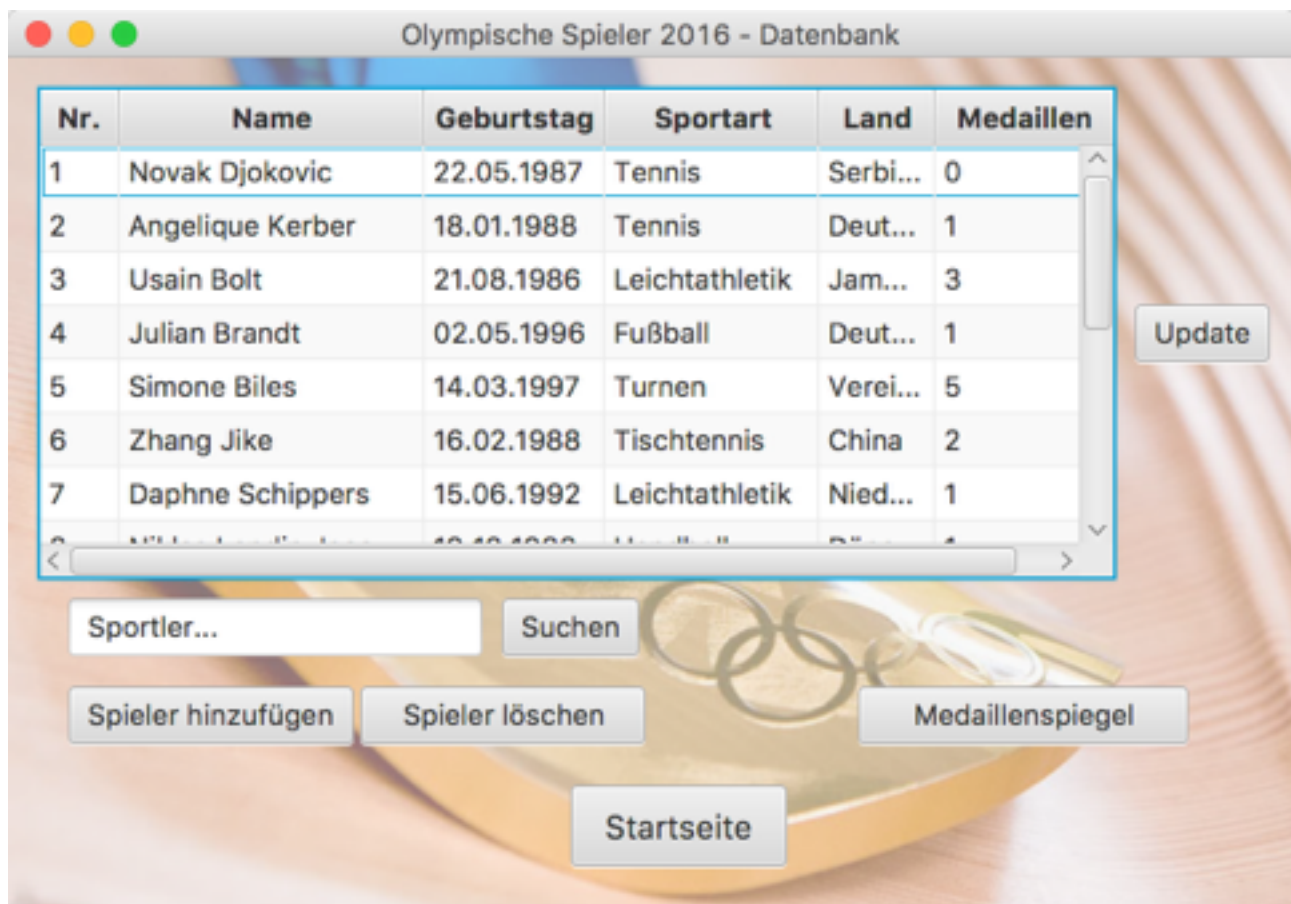 Olympische Spieler 2016 - Datenbank
Nr. Name Geburtstag Sportart Land Medaillen
1 Novak Djokovic 22.05.1987 Tennis Serbi... 0
2 Angelique Kerber 18.01.1988 Tennis Deut... 1
3 Usain Bolt 21.08.1986 Leichtathletik Jam... 3
4 Julian Brandt 02.05.1996 Fußball Deut... 1
Update
5 Simone Biles 14.03.1997 Turnen Verei... 5
6 Zhang Jike 16.02.1988 Tischtennis China 2
7 Daphne Schippers 15.06.1992 Leichtathletik Nied... 1
Sportler... Suchen
Spieler hinzufügen Spieler löschen Medaillenspiegel
Startseite